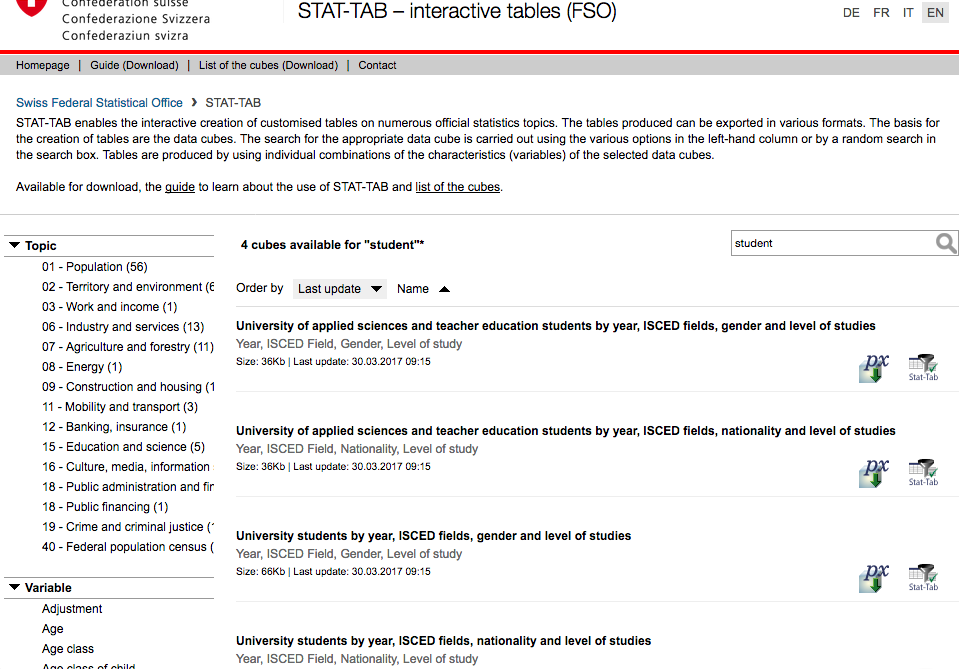 Confédération suisse
Confederazione Svizzera
Confederaziun svizra
STAT-TAB – interactive tables (FSO)
DE FR IT EN
Homepage | Guide (Download) | List of the cubes (Download) | Contact
Swiss Federal Statistical Office › STAT-TAB
STAT-TAB enables the interactive creation of customised tables on numerous official statistics topics. The tables produced can be exported in various formats. The basis for
the creation of tables are the data cubes. The search for the appropriate data cube is carried out using the various options in the left-hand column or by a random search in
the search box. Tables are produced by using individual combinations of the characteristics (variables) of the selected data cubes.
Available for download, the guide to learn about the use of STAT-TAB and list of the cubes.
Topic
01 - Population (56)
02 - Territory and environment (6
03 - Work and income (1)
06 - Industry and services (13)
07 - Agriculture and forestry (11)
08 - Energy (1)
09 - Construction and housing (1
11 - Mobility and transport (3)
12 - Banking, insurance (1)
15 - Education and science (5)
16 - Culture, media, information
18 - Public administration and fin
18 - Public financing (1)
19 - Crime and criminal justice (
40 - Federal population census (
Variable
Adjustment
Age
Age class
Age class of child
4 cubes available for "student"*
student
Order by Last update Name
University of applied sciences and teacher education students by year, ISCED fields, gender and level of studies
Year, ISCED Field, Gender, Level of study
Size: 36Kb | Last update: 30.03.2017 09:15
px
Stat-Tab
University of applied sciences and teacher education students by year, ISCED fields, nationality and level of studies
Year, ISCED Field, Nationality, Level of study
Size: 36Kb | Last update: 30.03.2017 09:15
px
Stat-Tab
University students by year, ISCED fields, gender and level of studies
Year, ISCED Field, Gender, Level of study
Size: 66Kb | Last update: 30.03.2017 09:15
px
Stat-Tab
University students by year, ISCED fields, nationality and level of studies
Year, ISCED Field, Nationality, Level of study